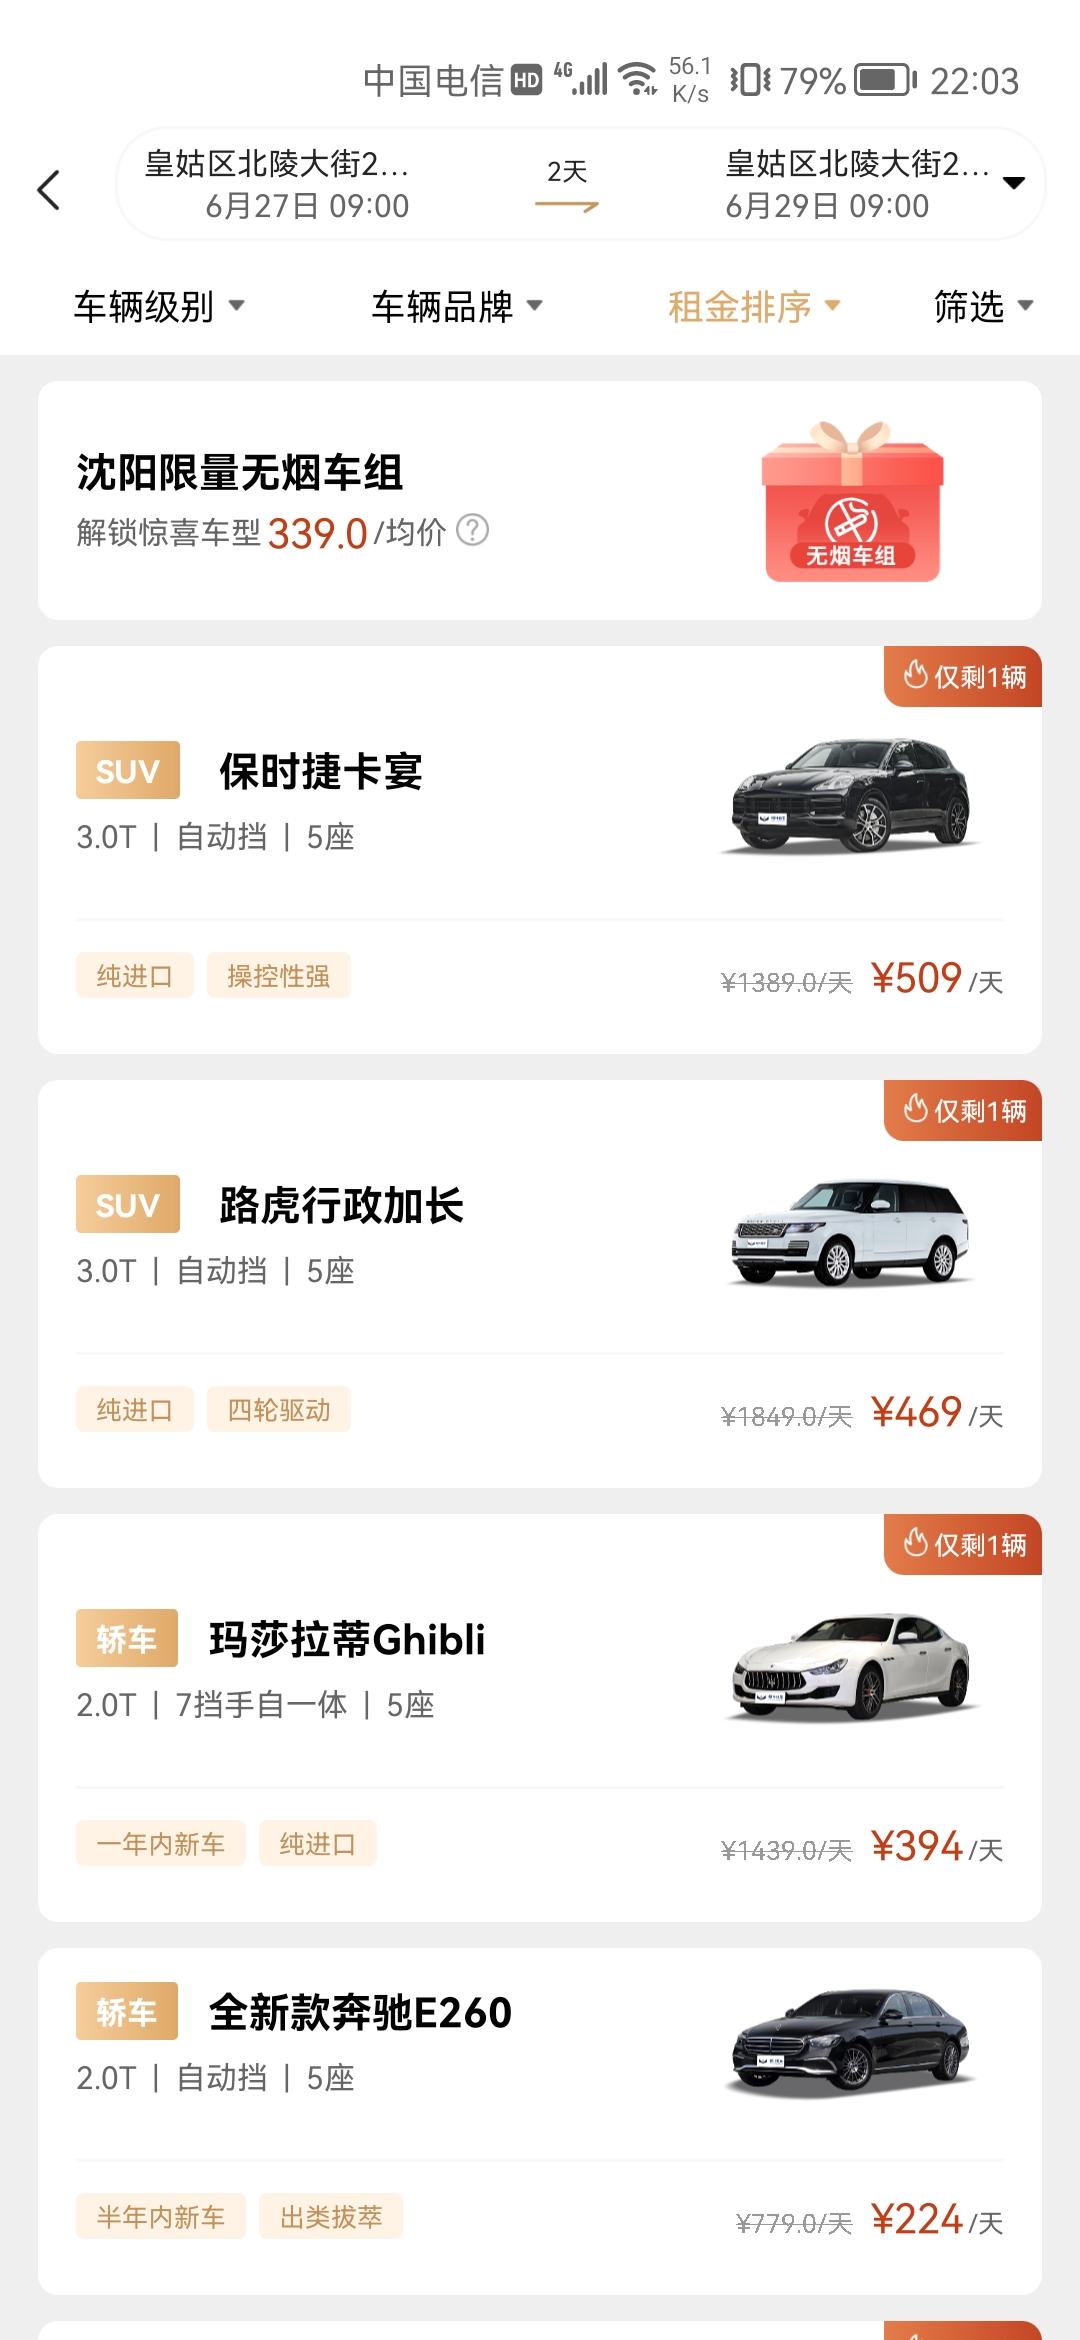 中国电信 HD 4G 56.1 K/s 79% 22:03
皇姑区北陵大街2... 2天 皇姑区北陵大街2...
6月27日 09:00 6月29日 09:00
车辆级别 车辆品牌 租金排序 筛选
沈阳限量无烟车组
解锁惊喜车型 339.0 /均价 ?
无烟车组
仅剩1辆
SUV 保时捷卡宴
3.0T | 自动挡 | 5座
纯进口 操控性强 ¥1389.0/天 ¥509 /天
仅剩1辆
SUV 路虎行政加长
3.0T | 自动挡 | 5座
纯进口 四轮驱动 ¥1849.0/天 ¥469 /天
仅剩1辆
轿车 玛莎拉蒂Ghibli
2.0T | 7挡手自一体 | 5座
一年内新车 纯进口 ¥1439.0/天 ¥394 /天
轿车 全新款奔驰E260
2.0T | 自动挡 | 5座
半年内新车 出类拔萃 ¥779.0/天 ¥224 /天